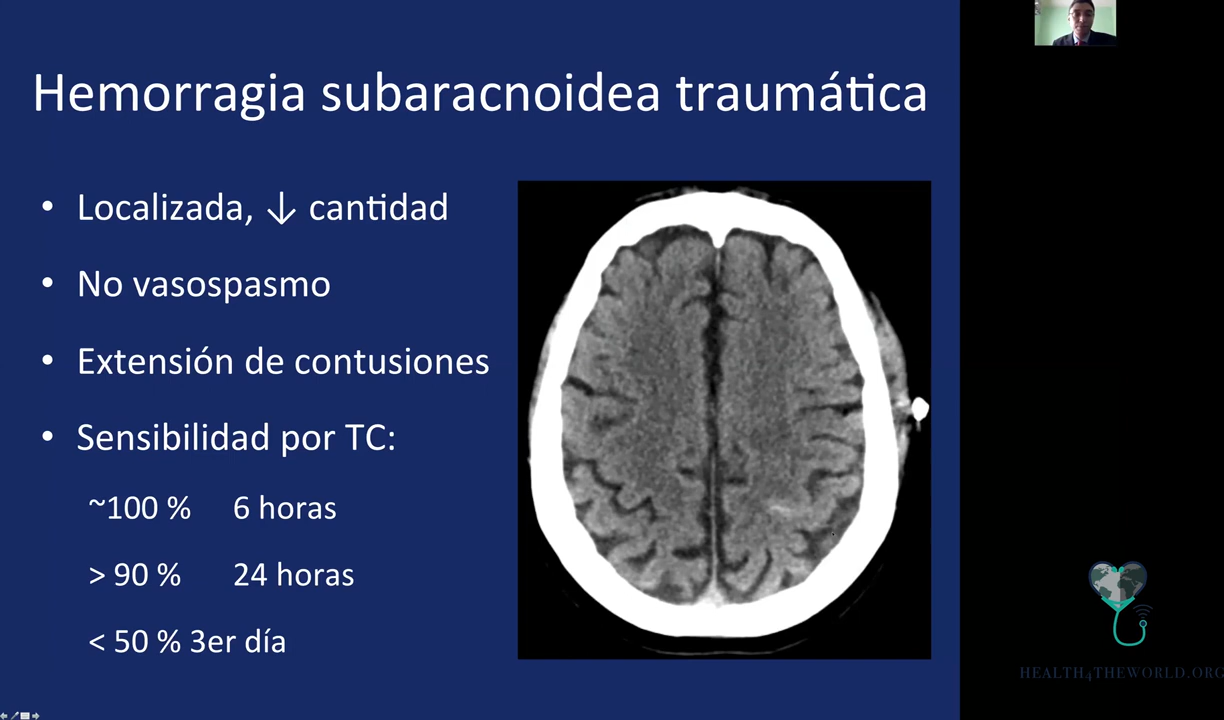 Hemorragia subaracnoidea traumática
• Localizada, ↓ cantidad
• No vasospasmo
• Extensión de contusiones
• Sensibilidad por TC:
~100 % 6 horas
> 90 % 24 horas
< 50 % 3er día
HEALTH4THEWORLD.ORG